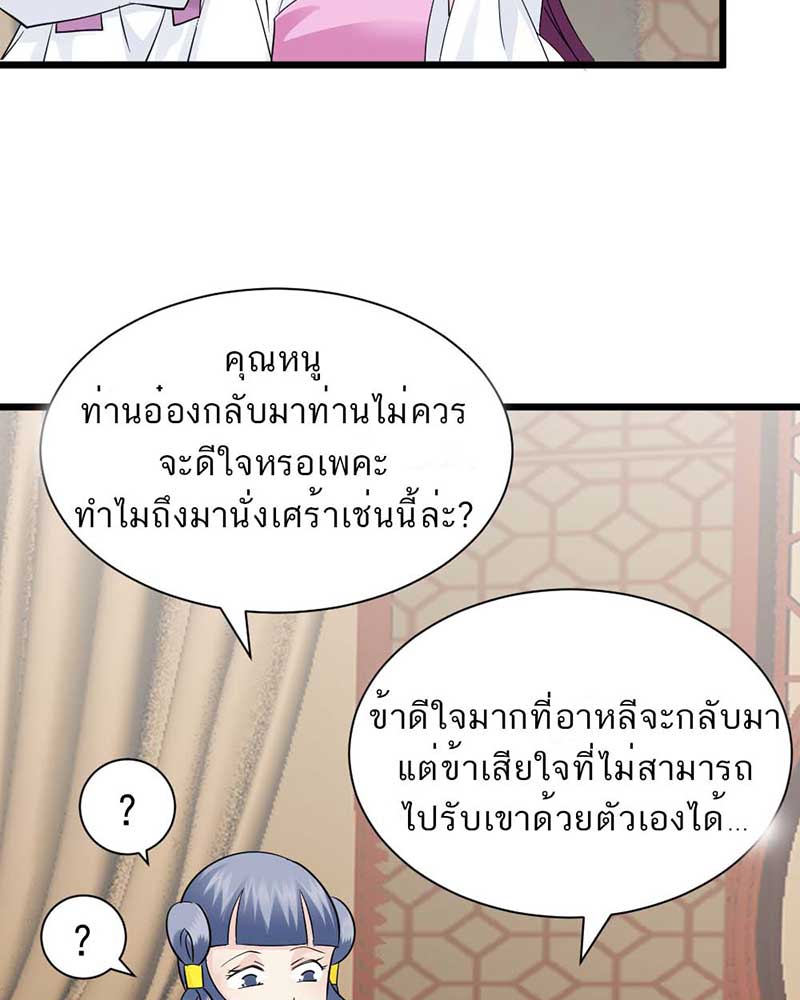 คุณหนู
ท่านอ๋องกลับมาท่านไม่ควร
จะดีใจหรอเพคะ
ทำไมถึงมานั่งเศร้าเช่นนี้ล่ะ?
ข้าดีใจมากที่อาหลีจะกลับมา
แต่ข้าเสียใจที่ไม่สามารถ
ไปรับเขาด้วยตัวเองได้...
?
?